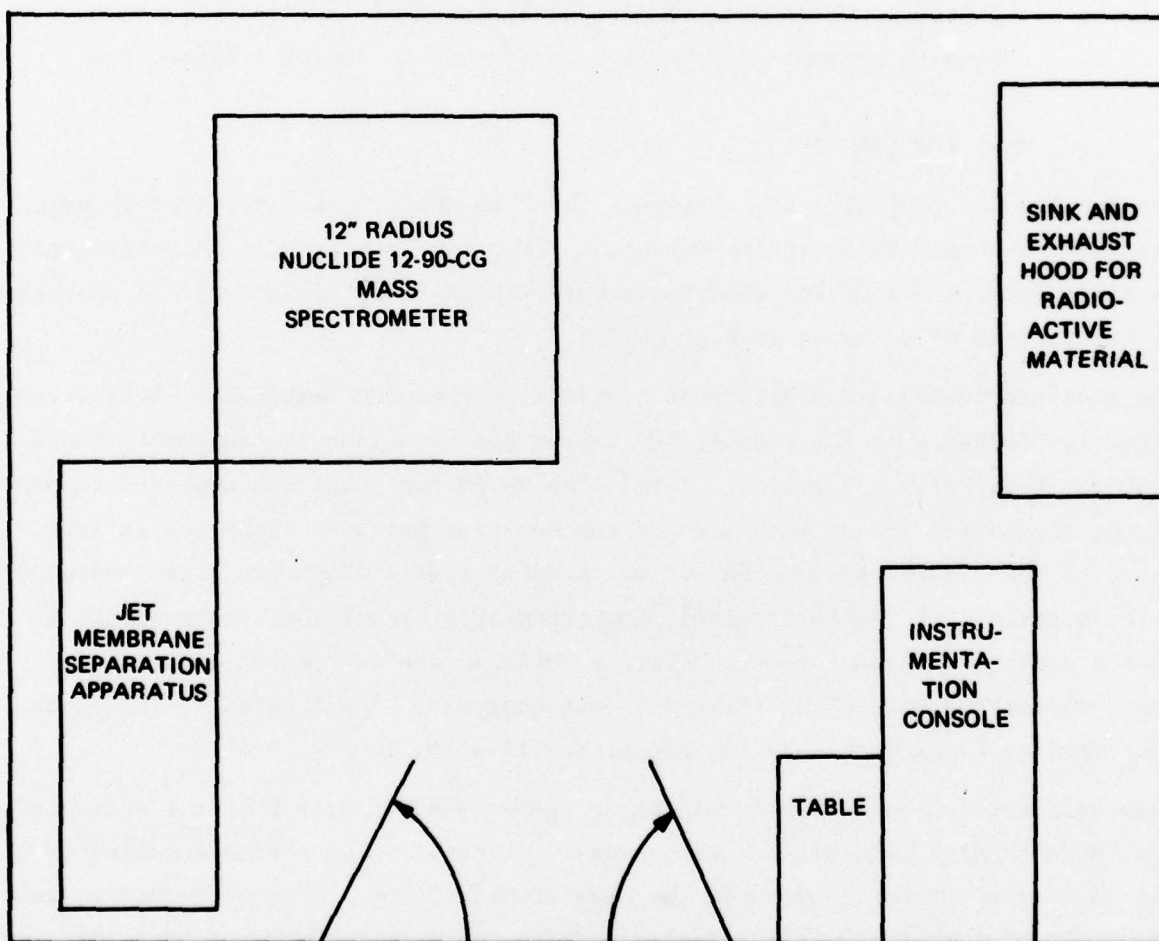 12" RADIUS
NUCLIDE 12-90-CG
MASS
SPECTROMETER
SINK AND
EXHAUST
HOOD FOR
RADIO-
ACTIVE
MATERIAL
JET
MEMBRANE
SEPARATION
APPARATUS
INSTRU-
MENTA-
TION
CONSOLE
TABLE